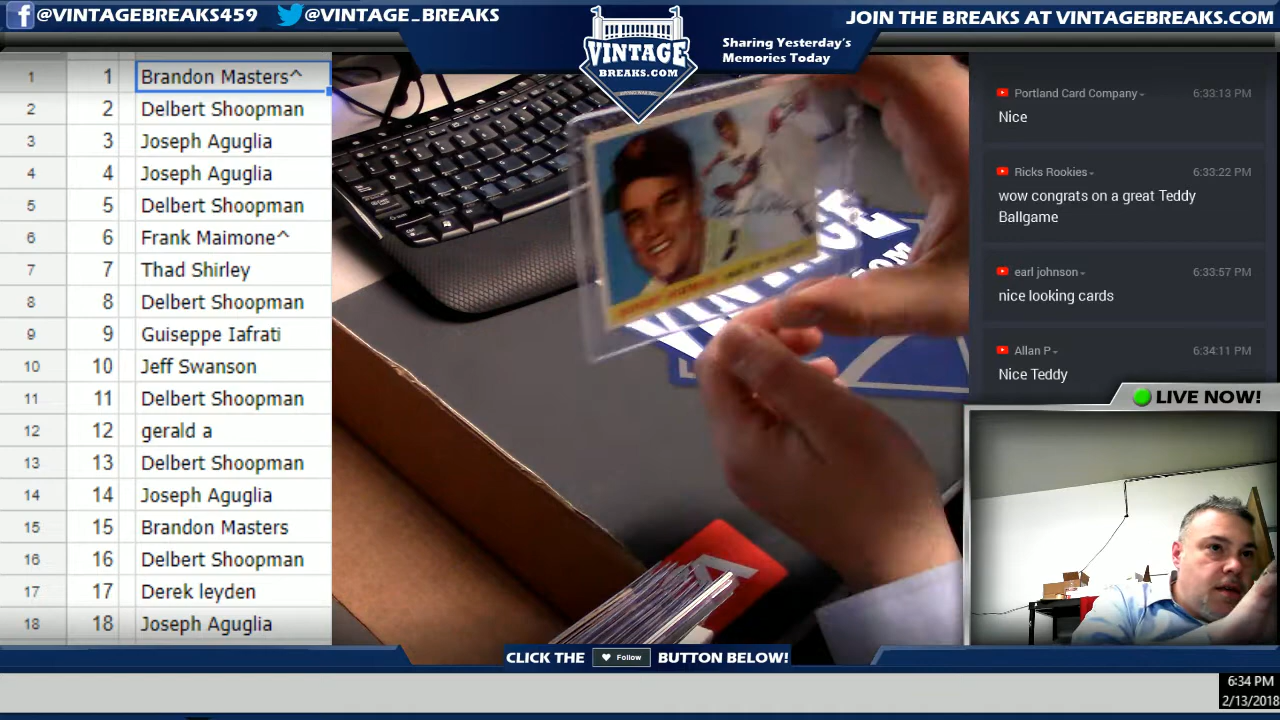 @VINTAGEBREAKS459 @VINTAGE_BREAKS
VINTAGE
BREAKS.COM
Sharing Yesterday's
Memories Today
JOIN THE BREAKS AT VINTAGEBREAKS.COM
1 1 Brandon Masters^
2 2 Delbert Shoopman
3 3 Joseph Aguglia
4 4 Joseph Aguglia
5 5 Delbert Shoopman
6 6 Frank Maimone^
7 7 Thad Shirley
8 8 Delbert Shoopman
9 9 Guiseppe Iafrati
10 10 Jeff Swanson
11 11 Delbert Shoopman
12 12 gerald a
13 13 Delbert Shoopman
14 14 Joseph Aguglia
15 15 Brandon Masters
16 16 Delbert Shoopman
17 17 Derek leyden
18 18 Joseph Aguglia
Portland Card Company 6:33:13 PM
Nice
Ricks Rookies 6:33:22 PM
wow congrats on a great Teddy
Ballgame
earl johnson 6:33:57 PM
nice looking cards
Allan P 6:34:11 PM
Nice Teddy
LIVE NOW!
CLICK THE Follow BUTTON BELOW!
6:34 PM
2/13/2018